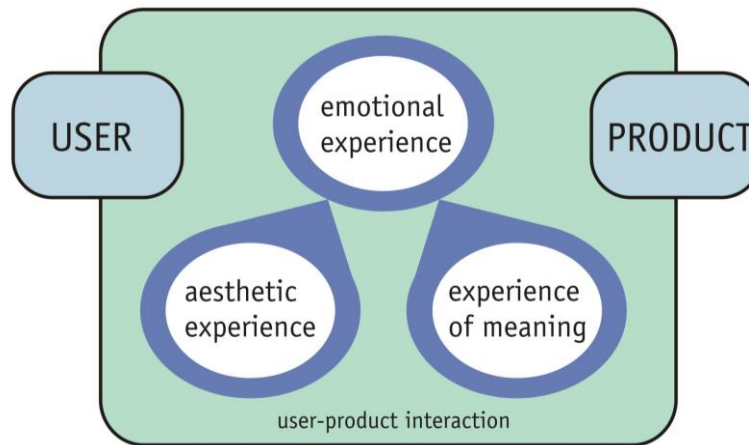 emotional
experience
USER
PRODUCT
aesthetic
experience
experience
of meaning
user-product interaction